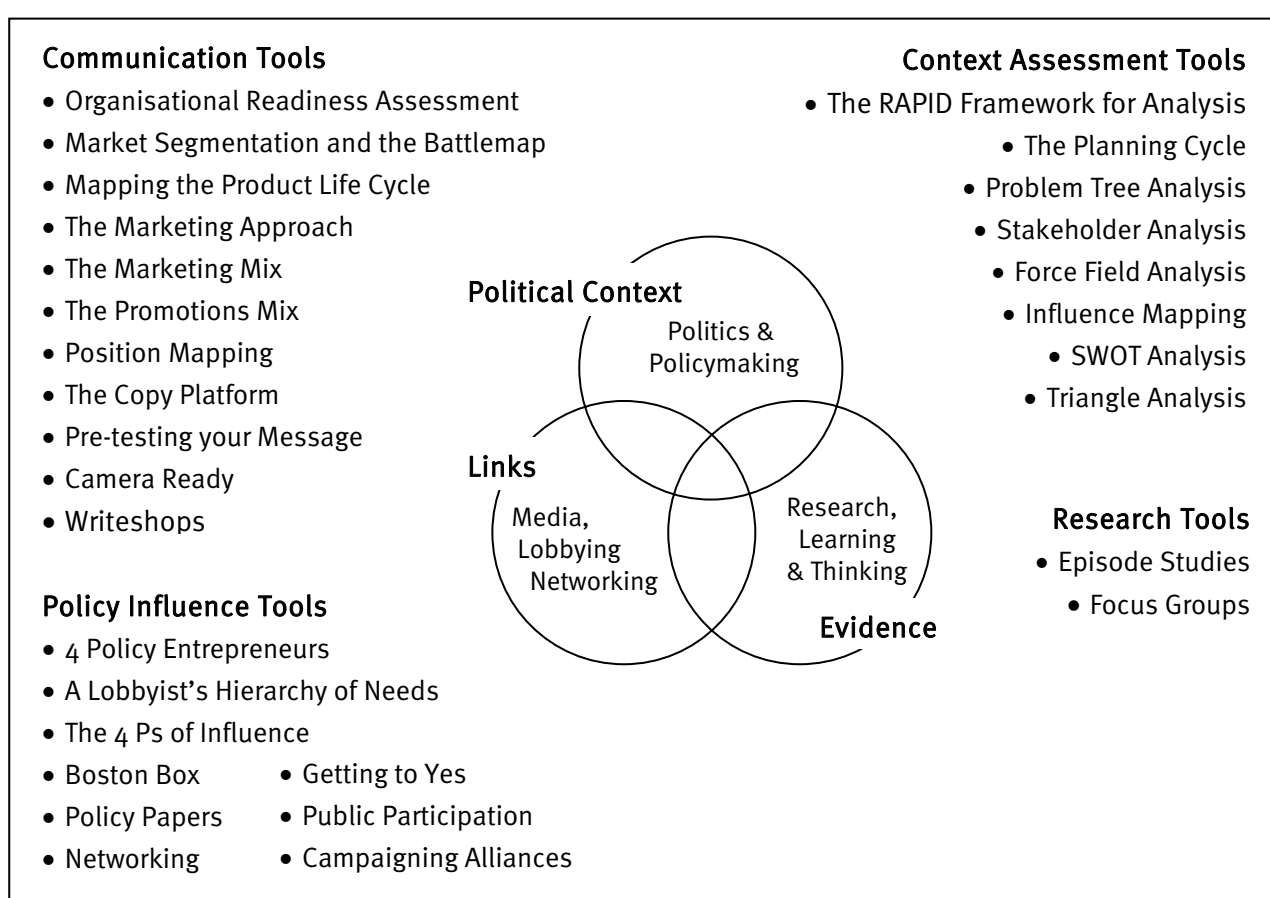 Communication Tools
• Organisational Readiness Assessment
• Market Segmentation and the Battlemap
• Mapping the Product Life Cycle
• The Marketing Approach
• The Marketing Mix
• The Promotions Mix
• Position Mapping
• The Copy Platform
• Pre-testing your Message
• Camera Ready
• Writeshops
Context Assessment Tools
• The RAPID Framework for Analysis
• The Planning Cycle
• Problem Tree Analysis
• Stakeholder Analysis
• Force Field Analysis
• Influence Mapping
• SWOT Analysis
• Triangle Analysis
Political Context
Politics &
Policymaking
Links
Media,
Lobbying
Networking
Research,
Learning
& Thinking
Evidence
Research Tools
• Episode Studies
• Focus Groups
Policy Influence Tools
• 4 Policy Entrepreneurs
• A Lobbyist's Hierarchy of Needs
• The 4 Ps of Influence
• Boston Box
• Policy Papers
• Networking
• Getting to Yes
• Public Participation
• Campaigning Alliances